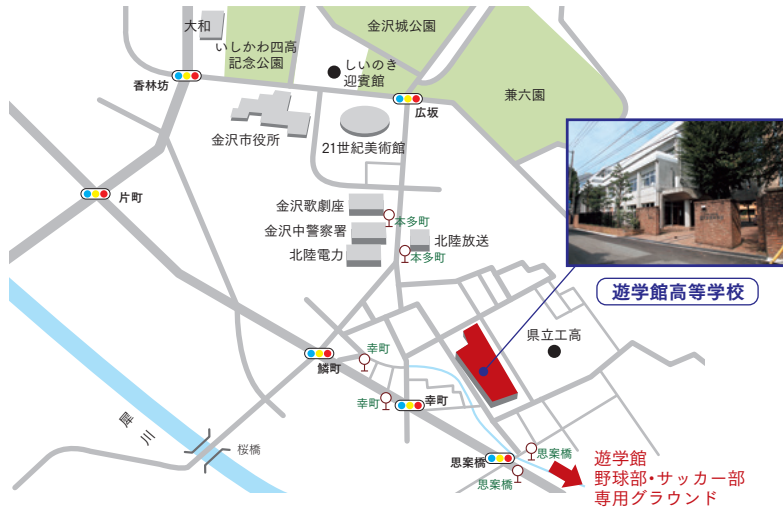 大和
いしかわ四高
記念公園
金沢城公園
しいのき
迎賓館
兼六園
香林坊
広坂
金沢市役所
21世紀美術館
片町
金沢歌劇座
本多町
金沢中警察署
北陸放送
北陸電力
本多町
遊学館高等学校
県立工高
幸町
鱗町
幸町
幸町
犀川
桜橋
思案橋
思案橋
思案橋
遊学館
野球部・サッカー部
専用グラウンド